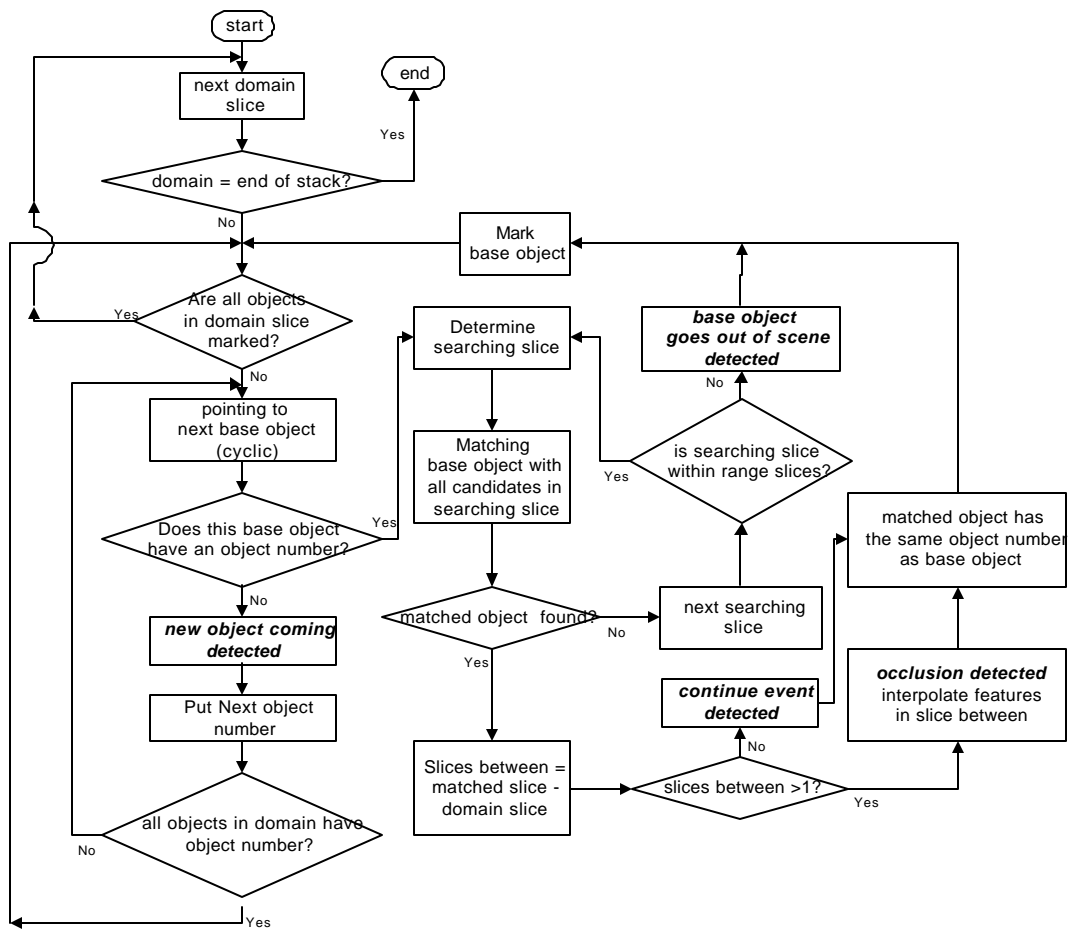 start
next domain
slice
end
Yes
domain = end of stack?
No
Mark
base object
Are all objects
in domain slice
marked?
Yes
No
Determine
searching slice
base object
goes out of scene
detected
No
pointing to
next base object
(cyclic)
Matching
base object with
all candidates in
searching slice
is searching slice
within range slices?
Yes
Does this base object
have an object number?
Yes
No
matched object has
the same object number
as base object
new object coming
detected
matched object found?
No
Yes
next searching
slice
Put Next object
number
continue event
detected
occlusion detected
interpolate features
in slice between
No
Slices between =
matched slice -
domain slice
slices between >1?
Yes
all objects in domain have
object number?
No
Yes